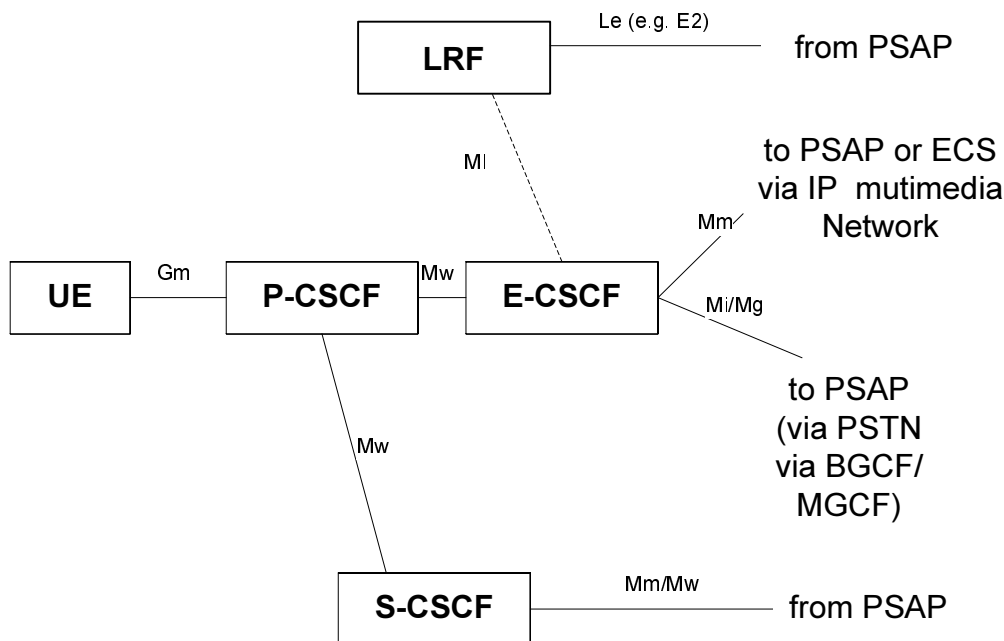 Le (e.g. E2)
from PSAP
LRF
Ml
to PSAP or ECS
via IP mutimedia
Network
Mm
Gm
Mw
UE
P-CSCF
E-CSCF
Mi/Mg
to PSAP
(via PSTN
via BGCF/
MGCF)
Mw
Mm/Mw
S-CSCF
from PSAP